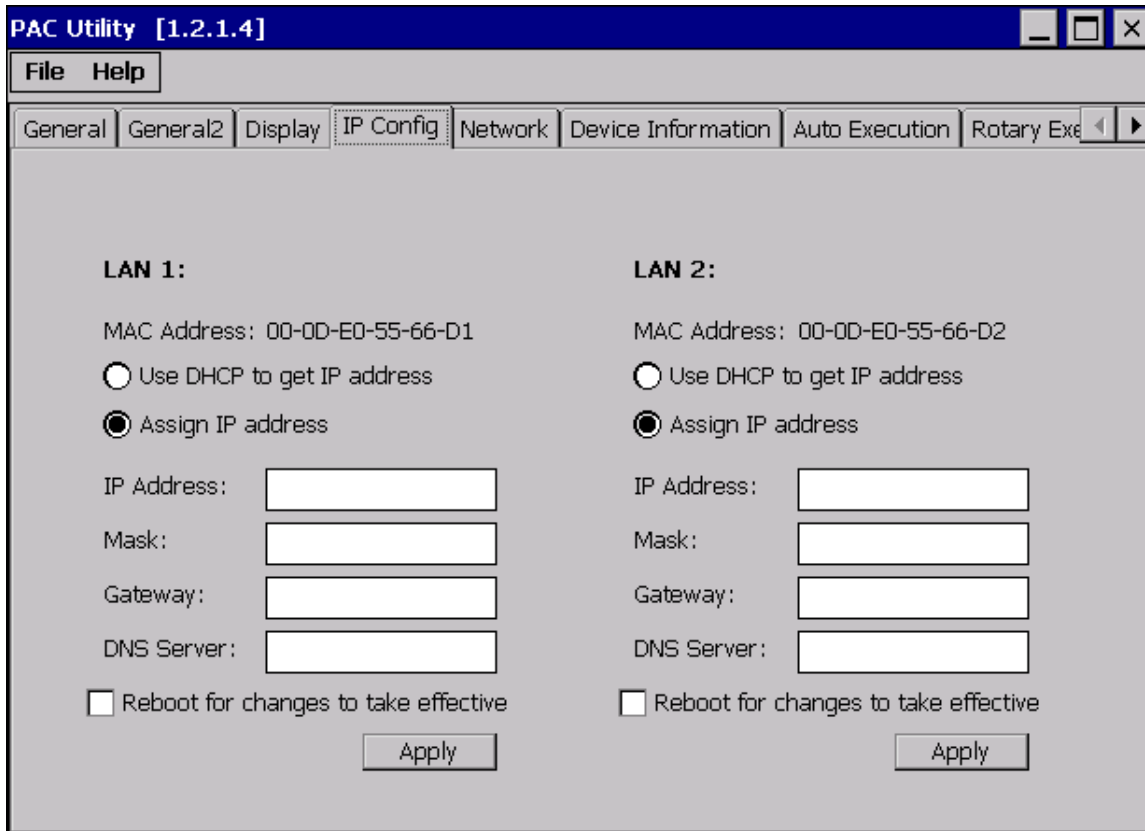 PAC Utility [1.2.1.4]
File Help
General General2 Display IP Config Network Device Information Auto Execution Rotary Exe
LAN 1:
MAC Address: 00-0D-E0-55-66-D1
Use DHCP to get IP address
Assign IP address
IP Address:
Mask:
Gateway:
DNS Server:
Reboot for changes to take effective
Apply
LAN 2:
MAC Address: 00-0D-E0-55-66-D2
Use DHCP to get IP address
Assign IP address
IP Address:
Mask:
Gateway:
DNS Server:
Reboot for changes to take effective
Apply